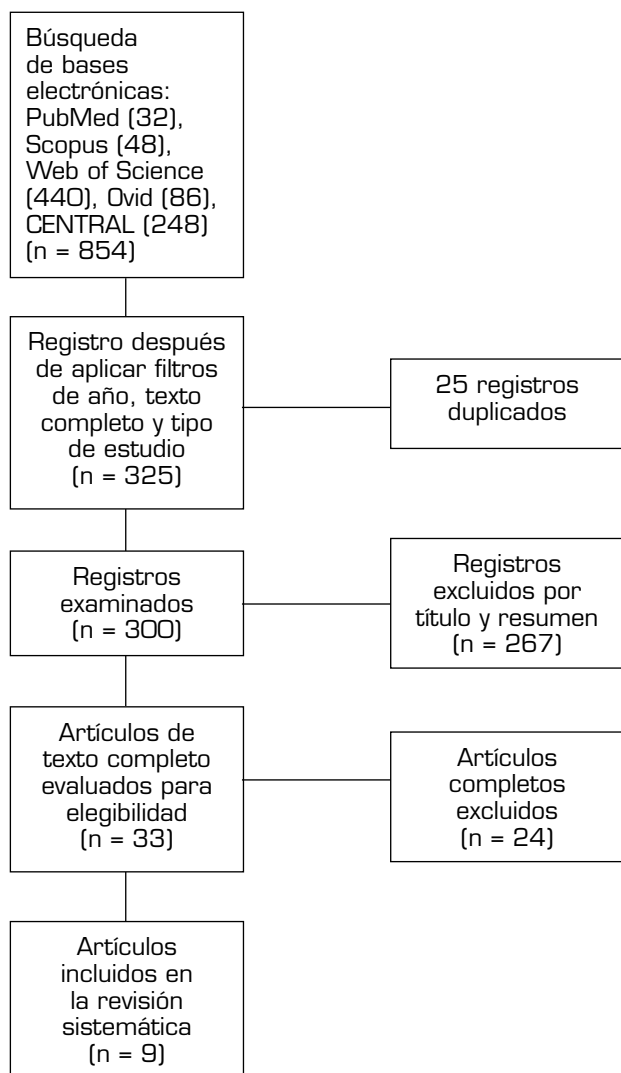 Búsqueda
de bases
electrónicas:
PubMed (32),
Scopus (48),
Web of Science
(440), Ovid (86),
CENTRAL (248)
(n = 854)
Registro después
de aplicar filtros
de año, texto
completo y tipo
de estudio
(n = 325)
25 registros
duplicados
Registros
examinados
(n = 300)
Registros
excluidos por
título y resumen
(n = 267)
Artículos de
texto completo
evaluados para
elegibilidad
(n = 33)
Artículos
completos
excluidos
(n = 24)
Artículos
incluidos en
la revisión
sistemática
(n = 9)